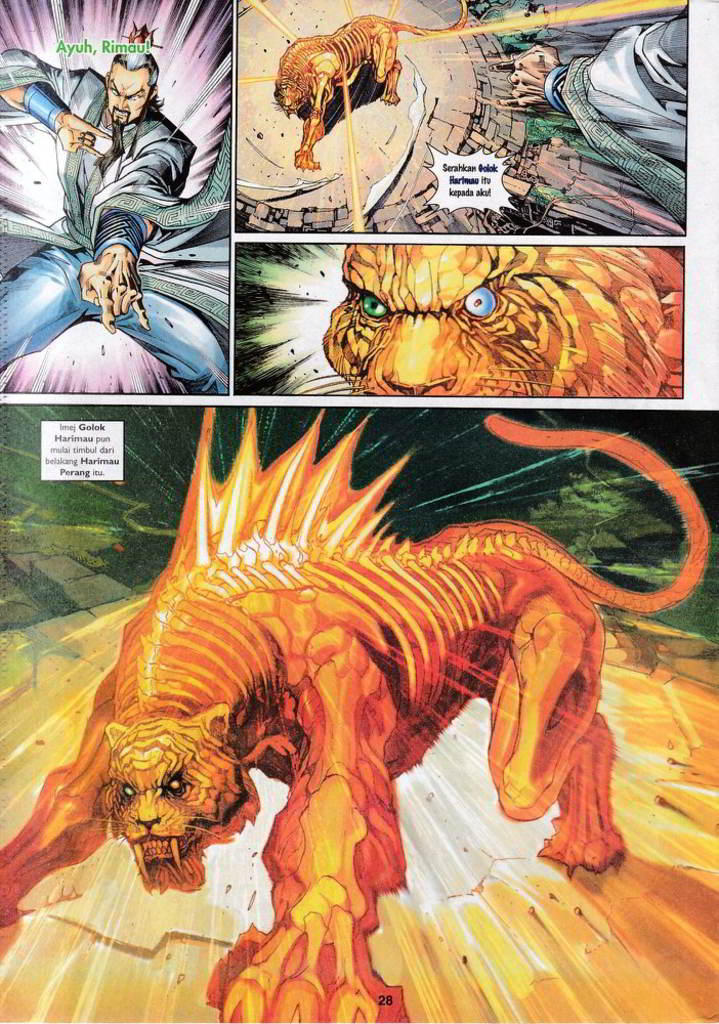 Ayuh, Rimau!
Serahkan Golok
Harimau itu
kepada aku!
Imej Golok
Harimau pun
mulai timbul dari
belakang Harimau
Perang itu.
28